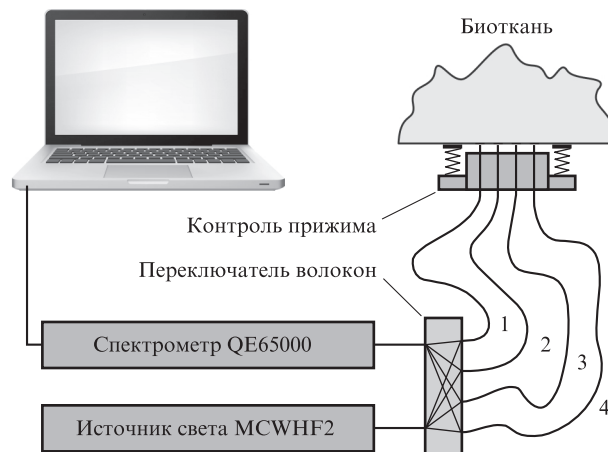 Биоткань
Контроль прижима
Переключатель волокон
1
2
3
4
Спектрометр QE65000
Источник света MCWHF2